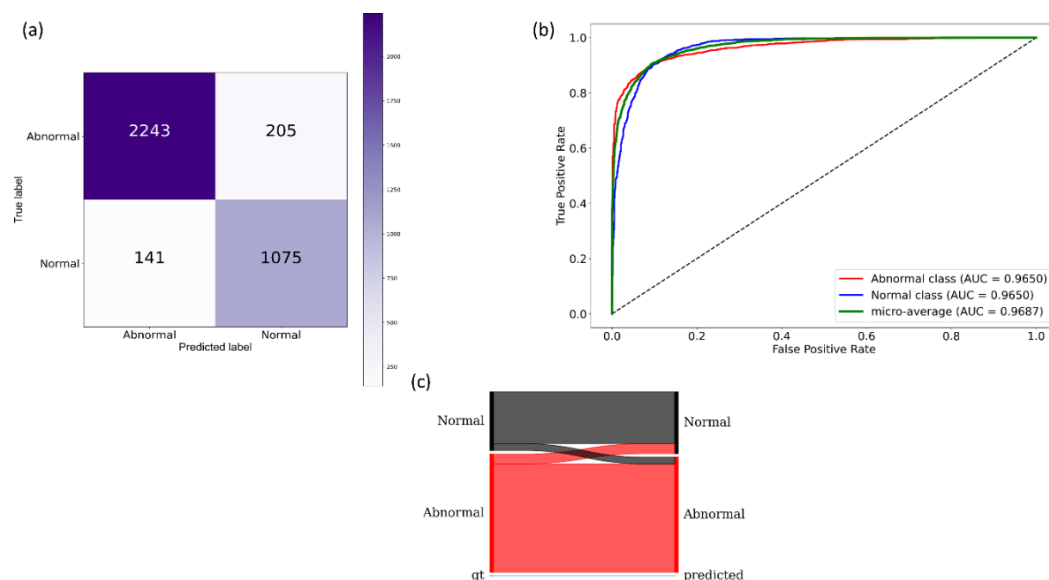 (a)
2000
1750
1500
1250
1000
750
500
250
True label
Abnormal
Normal
2243 205
141 1075
Abnormal Normal
Predicted label
(b)
True Positive Rate
1.0
0.8
0.6
0.4
0.2
0.0
0.0 0.2 0.4 0.6 0.8 1.0
False Positive Rate
Abnormal class (AUC = 0.9650)
Normal class (AUC = 0.9650)
micro-average (AUC = 0.9687)
(c)
Normal Normal
Abnormal Abnormal
gt predicted